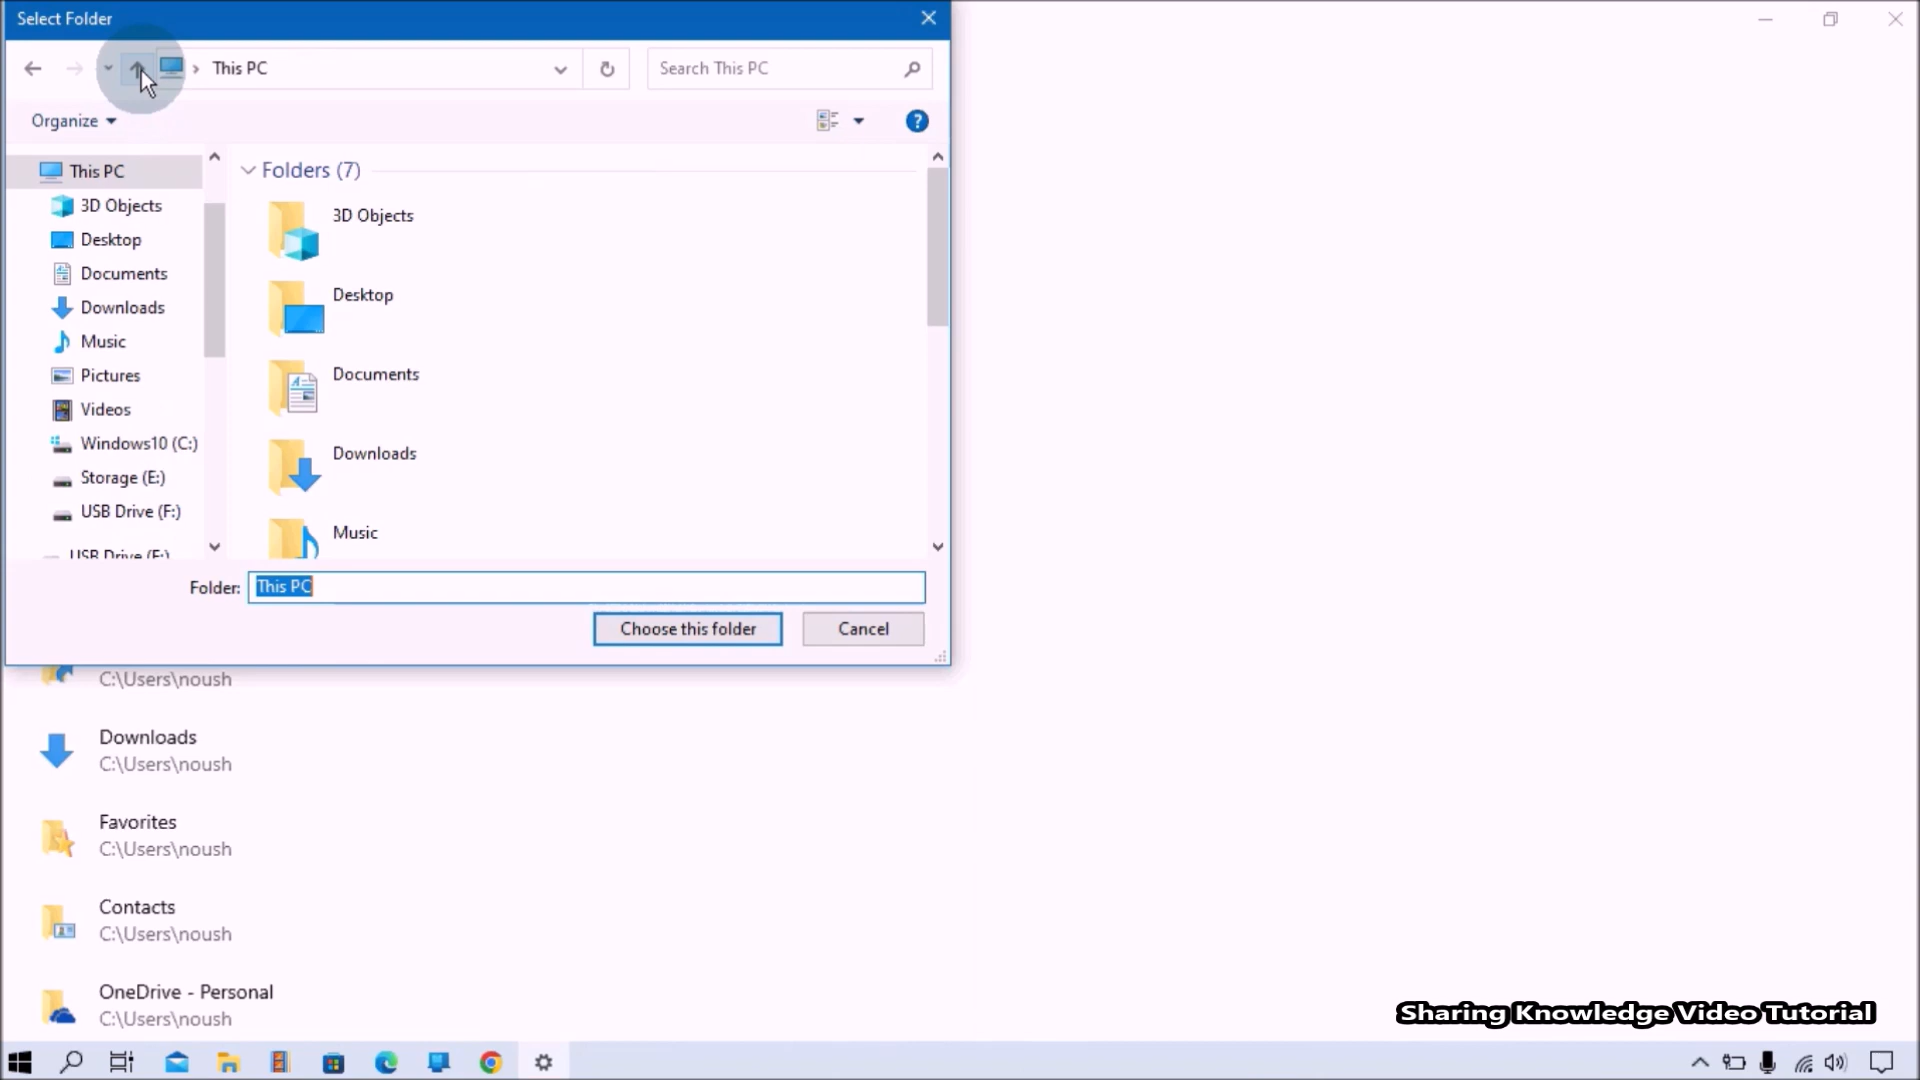 Select Folder
This PC
Search This PC
Organize
?
This PC
3D Objects
Desktop
Documents
Downloads
Music
Pictures
Videos
Windows10 (C:)
Storage (E:)
USB Drive (F:)
USB Drive (F:)
Folders (7)
3D Objects
Desktop
Documents
Downloads
Music
Folder: This PC
Choose this folder
Cancel
C:\Users\noush
Downloads
C:\Users\noush
Favorites
C:\Users\noush
Contacts
C:\Users\noush
OneDrive - Personal
C:\Users\noush
Sharing Knowledge Video Tutorial